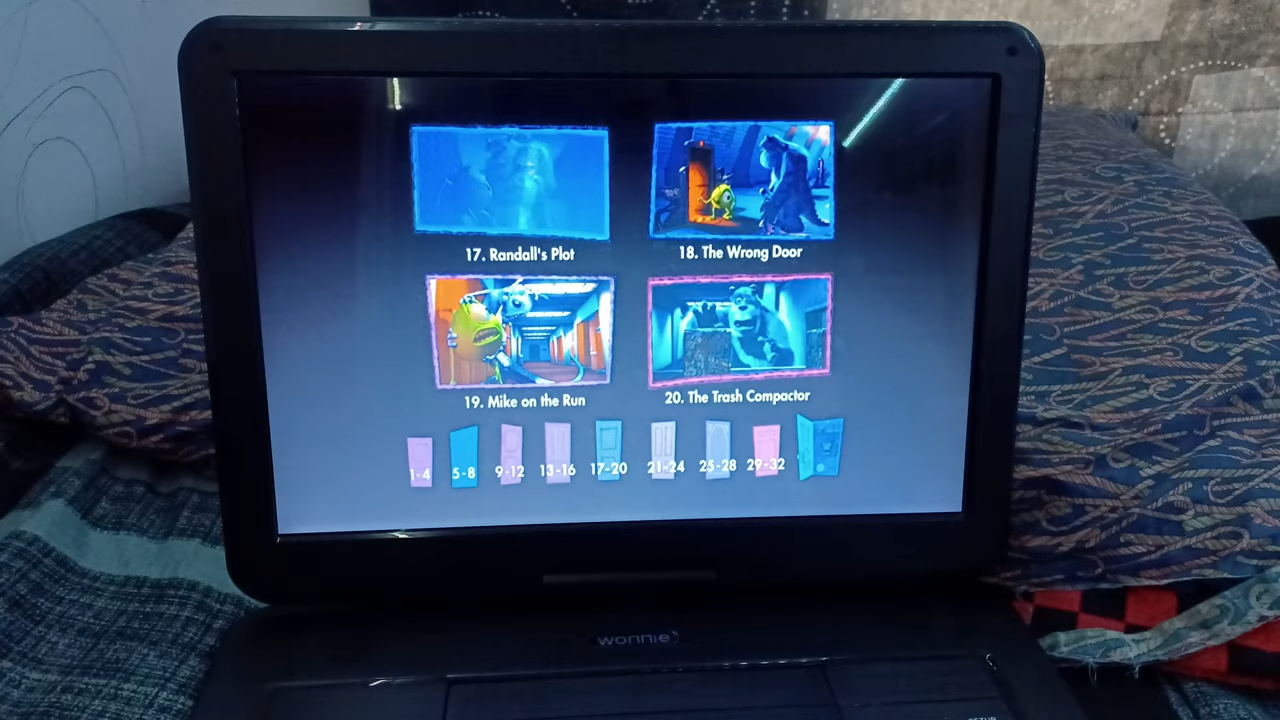 17. Randall's Plot
18. The Wrong Door
19. Mike on the Run
20. The Trash Compactor
1-4 5-8 9-12 13-16 17-20 21-24 25-28 29-32
wonnie